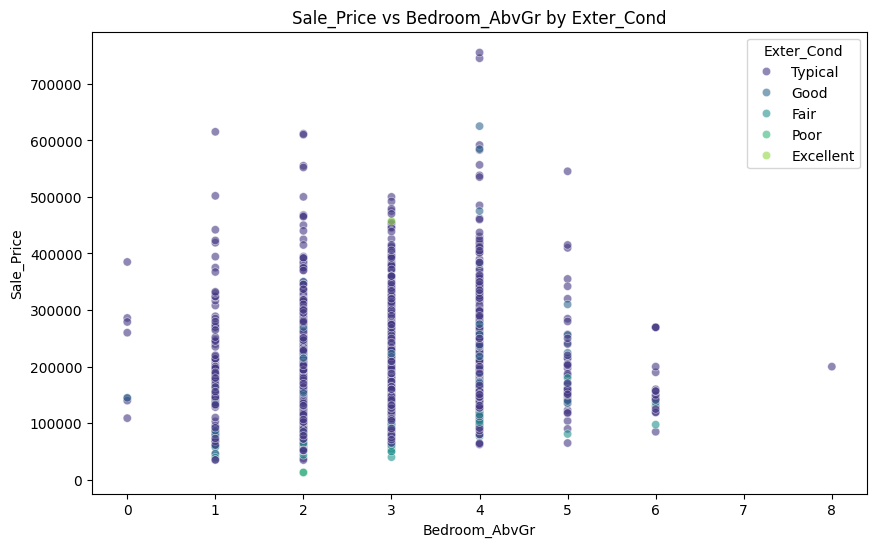 Sale_Price vs Bedroom_AbvGr by Exter_Cond
Exter_Cond
Typical
Good
Fair
Poor
Excellent
700000
600000
500000
400000
300000
200000
100000
0
Sale_Price
0 1 2 3 4 5 6 7 8
Bedroom_AbvGr